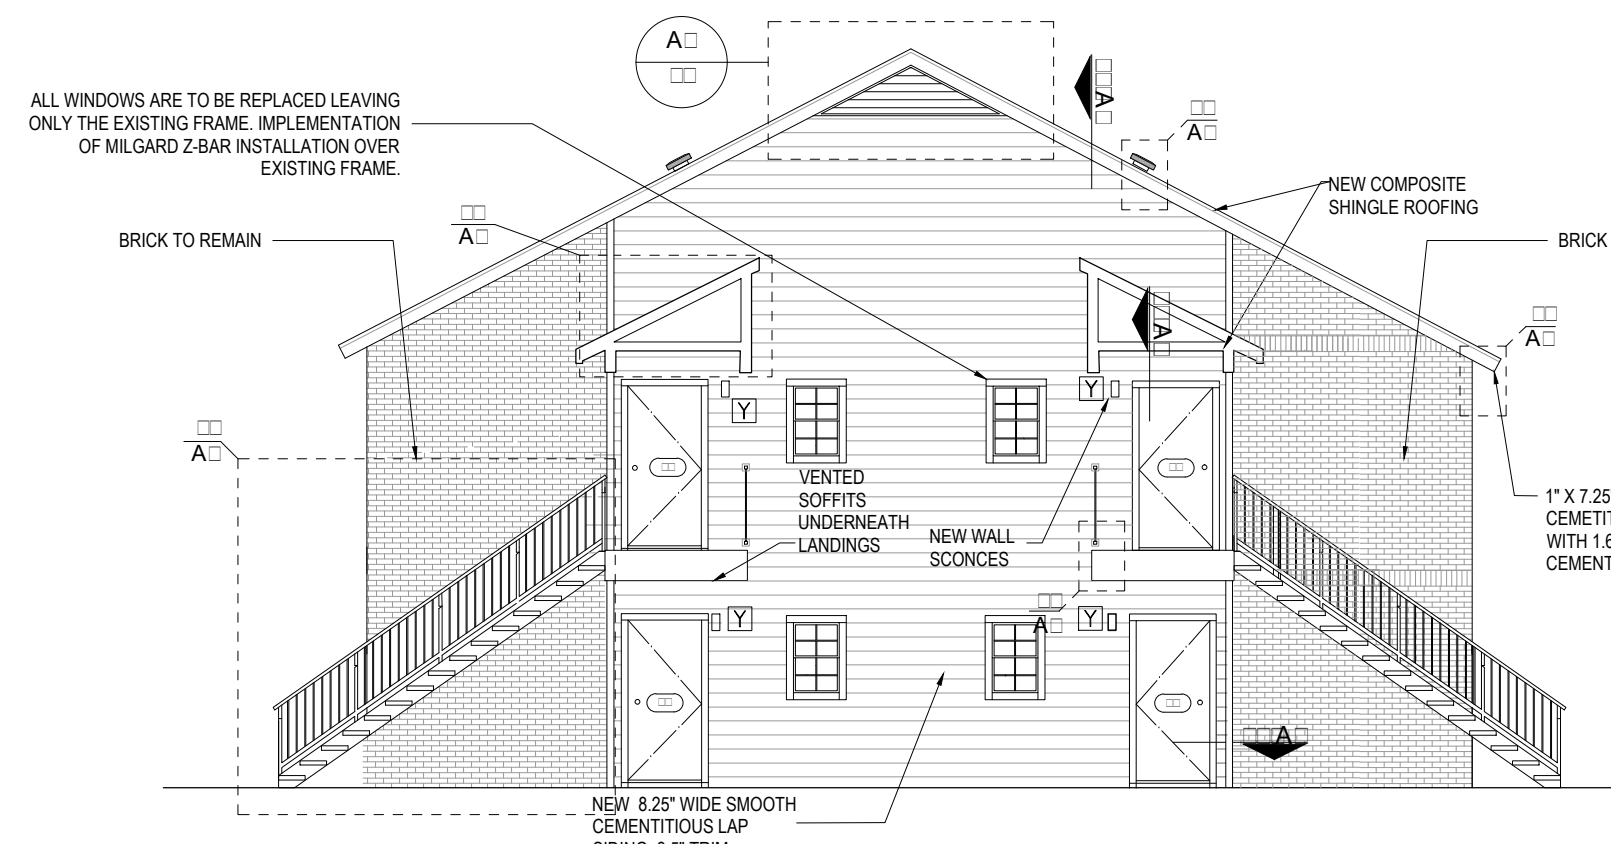 A
ALL WINDOWS ARE TO BE REPLACED LEAVING
ONLY THE EXISTING FRAME. IMPLEMENTATION
OF MILGARD Z-BAR INSTALLATION OVER
EXISTING FRAME.
A
A
NEW COMPOSITE
SHINGLE ROOFING
A
BRICK TO REMAIN
BRICK
A
A
Y
Y
A
VENTED
SOFFITS
UNDERNEATH
LANDINGS
NEW WALL
SCONCES
1" X 7.25
CEMETIT
WITH 1.6
CEMENT
Y
Y
A
A
NEW 8.25" WIDE SMOOTH
CEMENTITIOUS LAP